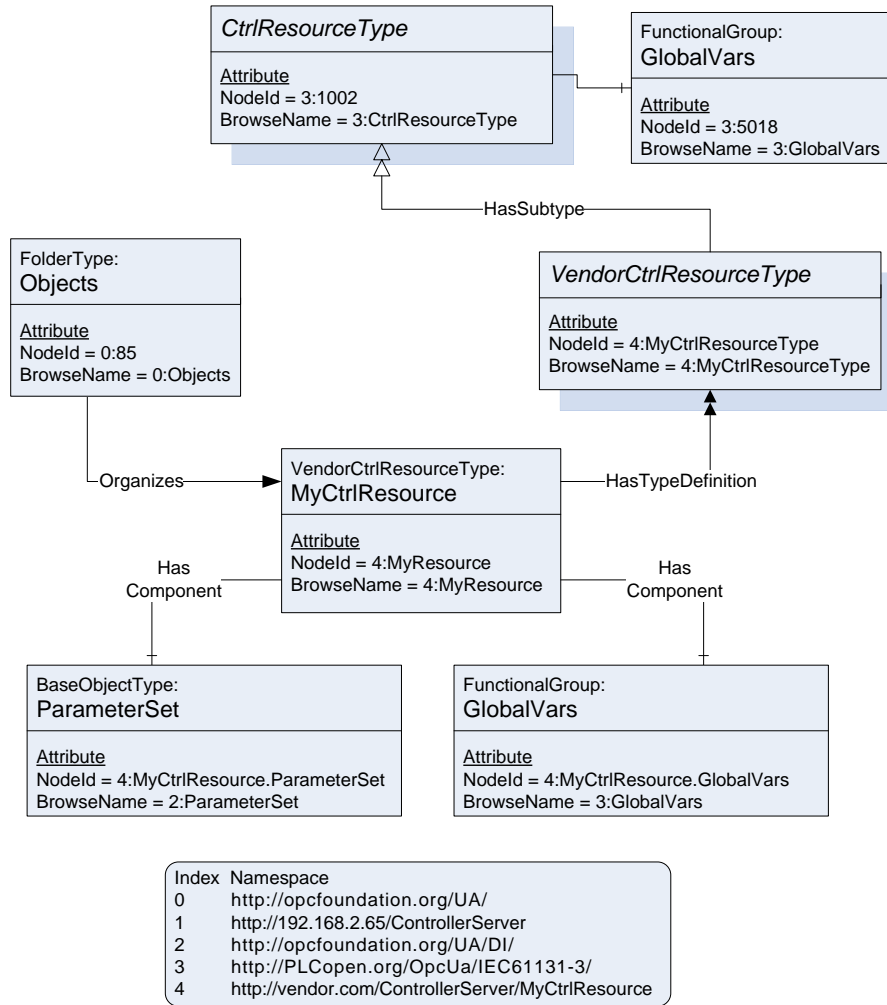 CtrlResourceType
Attribute
NodeId = 3:1002
BrowseName = 3:CtrlResourceType
FunctionalGroup:
GlobalVars
Attribute
NodeId = 3:5018
BrowseName = 3:GlobalVars
HasSubtype
FolderType:
Objects
Attribute
NodeId = 0:85
BrowseName = 0:Objects
VendorCtrlResourceType
Attribute
NodeId = 4:MyCtrlResourceType
BrowseName = 4:MyCtrlResourceType
Organizes
VendorCtrlResourceType:
MyCtrlResource
Attribute
NodeId = 4:MyResource
BrowseName = 4:MyResource
HasTypeDefinition
Has
Component
Has
Component
BaseObjectType:
ParameterSet
Attribute
NodeId = 4:MyCtrlResource.ParameterSet
BrowseName = 2:ParameterSet
FunctionalGroup:
GlobalVars
Attribute
NodeId = 4:MyCtrlResource.GlobalVars
BrowseName = 3:GlobalVars
Index Namespace
0 http://opcfoundation.org/UA/
1 http://192.168.2.65/ControllerServer
2 http://opcfoundation.org/UA/DI/
3 http://PLCopen.org/OpcUa/IEC61131-3/
4 http://vendor.com/ControllerServer/MyCtrlResource